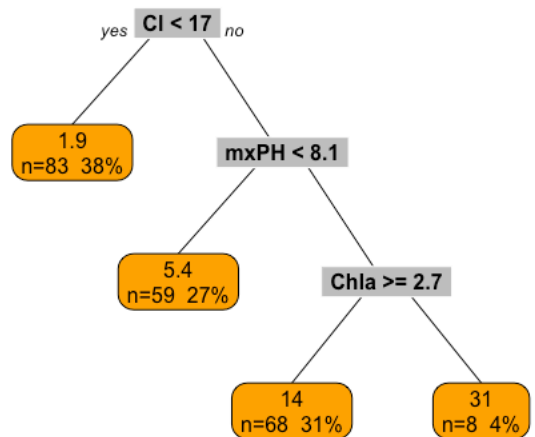 yes Cl < 17 no
1.9
n=83 38%
mxPH < 8.1
5.4
n=59 27%
Chla >= 2.7
14
n=68 31%
31
n=8 4%